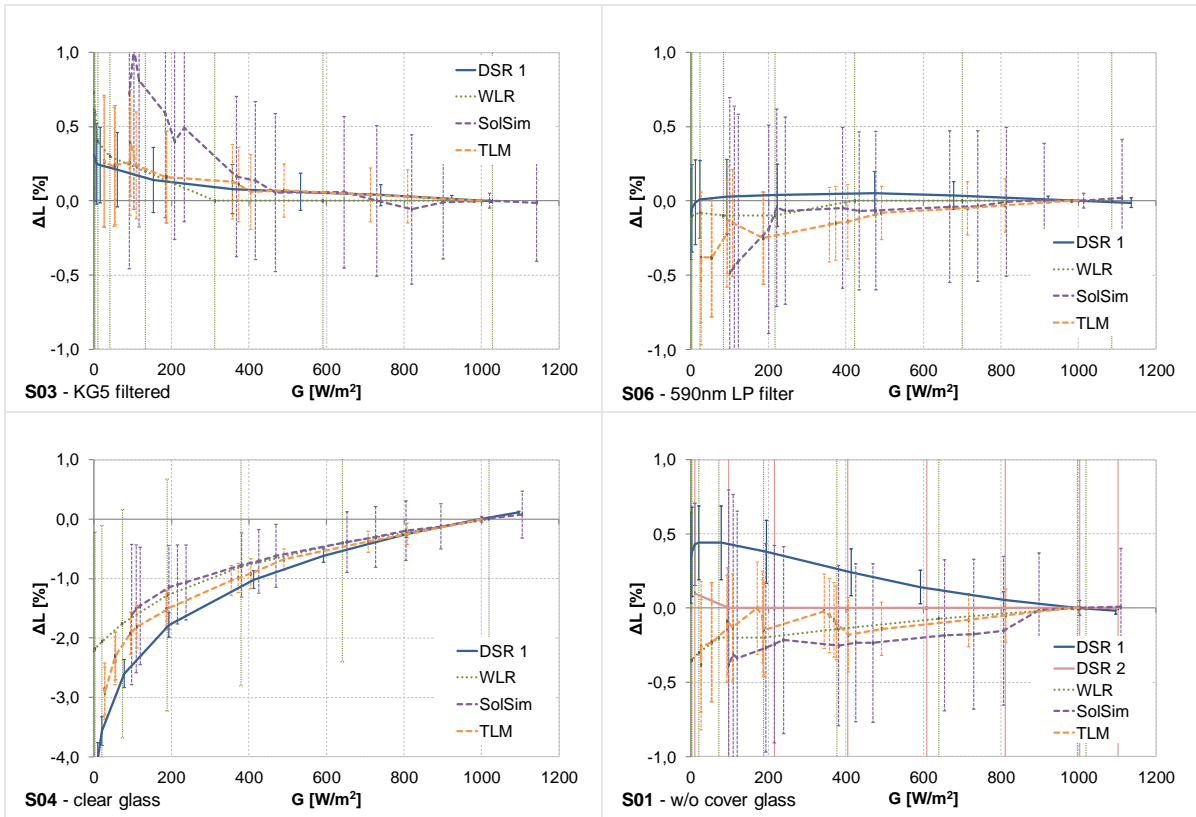 1,0
0,5
0,0
-0,5
-1,0
ΔL [%]
0 200 400 600 800 1000 1200
G [W/m²]
DSR 1
WLR
SolSim
TLM
S03 - KG5 filtered
1,0
0,5
0,0
-0,5
-1,0
ΔL [%]
0 200 400 600 800 1000 1200
G [W/m²]
DSR 1
WLR
SolSim
TLM
S06 - 590nm LP filter
1,0
0,0
-1,0
-2,0
-3,0
-4,0
ΔL [%]
0 200 400 600 800 1000 1200
G [W/m²]
DSR 1
WLR
SolSim
TLM
S04 - clear glass
1,0
0,5
0,0
-0,5
-1,0
ΔL [%]
0 200 400 600 800 1000 1200
G [W/m²]
DSR 1
DSR 2
WLR
SolSim
TLM
S01 - w/o cover glass